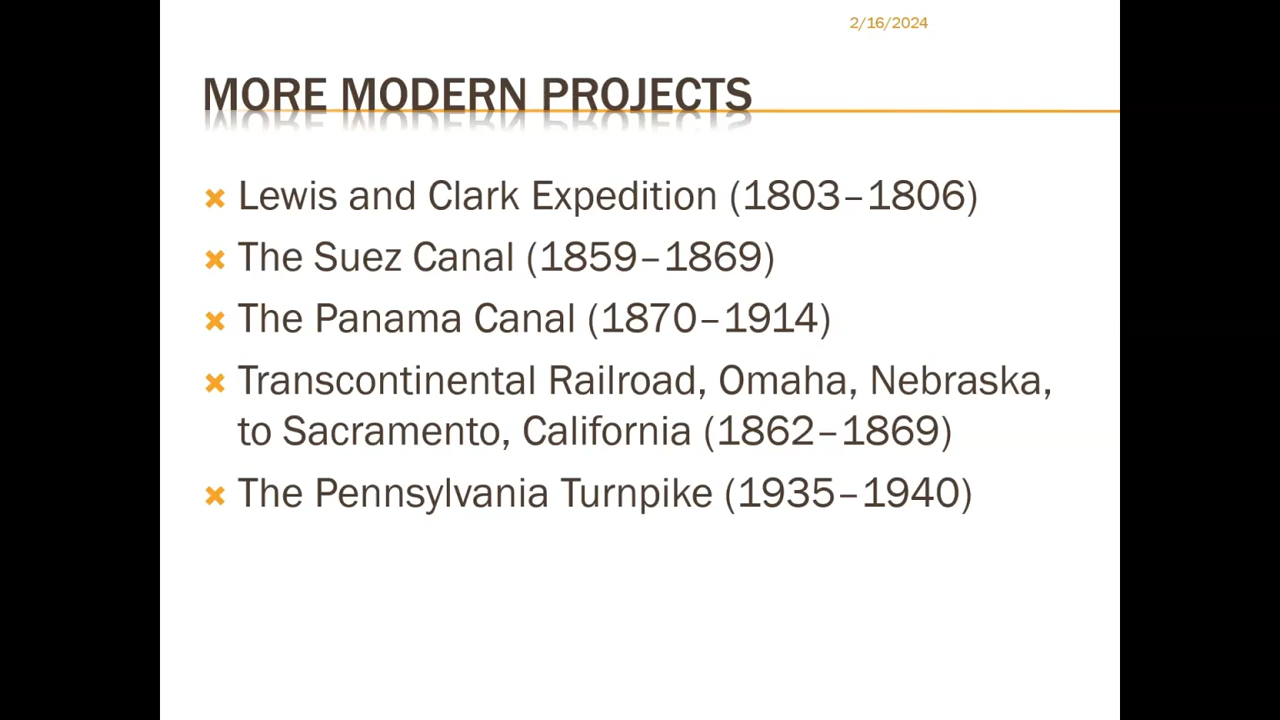 2/16/2024
MORE MODERN PROJECTS
Lewis and Clark Expedition (1803–1806)
The Suez Canal (1859–1869)
The Panama Canal (1870–1914)
Transcontinental Railroad, Omaha, Nebraska,
to Sacramento, California (1862–1869)
The Pennsylvania Turnpike (1935–1940)